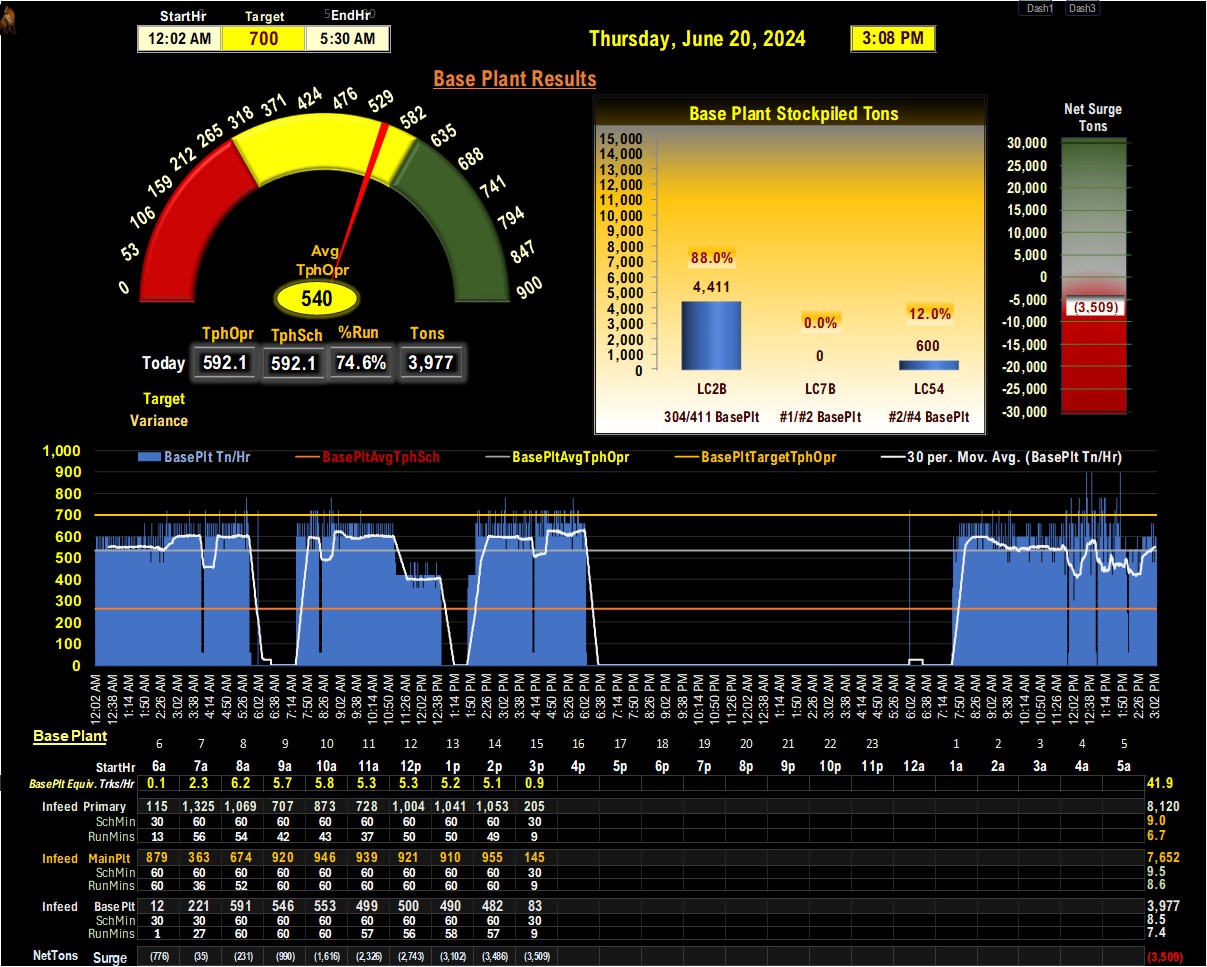 Dash1 Dash3
StartHr Target EndHr
12:02 AM 700 5:30 AM
Thursday, June 20, 2024 3:08 PM
Base Plant Results
0 53 106 159 212 265 318 371 424 476 529 582 635 688 741 794 847 900
Avg
TphOpr
540
TphOpr TphSch %Run Tons
Today 592.1 592.1 74.6% 3,977
Target
Variance
Base Plant Stockpiled Tons
15,000
14,000
13,000
12,000
11,000
10,000
9,000
8,000
7,000
6,000
5,000
4,000
3,000
2,000
1,000
0
88.0% 0.0% 12.0%
4,411 0 600
LC2B LC7B LC54
304/411 BasePlt #1/#2 BasePlt #2/#4 BasePlt
Net Surge
Tons
30,000
25,000
20,000
15,000
10,000
5,000
0
-5,000
(3,509)
-10,000
-15,000
-20,000
-25,000
-30,000
BasePlt Tn/Hr BasePltAvgTphSch BasePltAvgTphOpr BasePltTargetTphOpr 30 per. Mov. Avg. (BasePlt Tn/Hr)
1,000
900
800
700
600
500
400
300
200
100
0
12:02 AM 12:38 AM 1:14 AM 1:50 AM 2:26 AM 3:02 AM 3:38 AM 4:14 AM 4:50 AM 5:26 AM 6:02 AM 6:38 AM 7:14 AM 7:50 AM 8:26 AM 9:02 AM 9:38 AM 10:14 AM 10:50 AM 11:26 AM 12:02 PM 12:38 PM 1:14 PM 1:50 PM 2:26 PM 3:02 PM 3:38 PM 4:14 PM 4:50 PM 5:26 PM 6:02 PM 6:38 PM 7:14 PM 7:50 PM 8:26 PM 9:02 PM 9:38 PM 10:14 PM 10:50 PM 11:26 PM 12:02 AM 12:38 AM 1:14 AM 1:50 AM 2:26 AM 3:02 AM 3:38 AM 4:14 AM 4:50 AM 5:26 AM 6:02 AM 6:38 AM 7:14 AM 7:50 AM 8:26 AM 9:02 AM 9:38 AM 10:14 AM 10:50 AM 11:26 AM 12:02 PM 12:38 PM 1:14 PM 1:50 PM 2:26 PM 3:02 PM
Base Plant
6 7 8 9 10 11 12 13 14 15 16 17 18 19 20 21 22 23 1 2 3 4 5
StartHr 6a 7a 8a 9a 10a 11a 12p 1p 2p 3p 4p 5p 6p 7p 8p 9p 10p 11p 12a 1a 2a 3a 4a 5a
BasePlt Equiv. Trks/Hr 0.1 2.3 6.2 5.7 5.8 5.3 5.3 5.2 5.1 0.9 41.9
Infeed Primary 115 1,325 1,069 707 873 728 1,004 1,041 1,053 205 8,120
SchMin 30 60 60 60 60 60 60 60 60 30 9.0
RunMins 13 56 54 42 43 37 50 50 49 9 6.7
Infeed MainPlt 879 363 674 920 946 939 921 910 955 145 7,652
SchMin 60 60 60 60 60 60 60 60 60 30 9.5
RunMins 60 36 52 60 60 60 60 60 60 9 8.6
Infeed BasePlt 12 221 591 546 553 499 500 490 482 83 3,977
SchMin 30 30 60 60 60 60 60 60 60 30 8.5
RunMins 1 27 60 60 60 57 56 58 57 9 7.4
NetTons Surge (776) (35) (231) (990) (1,616) (2,326) (2,743) (3,102) (3,486) (3,509) (3,509)